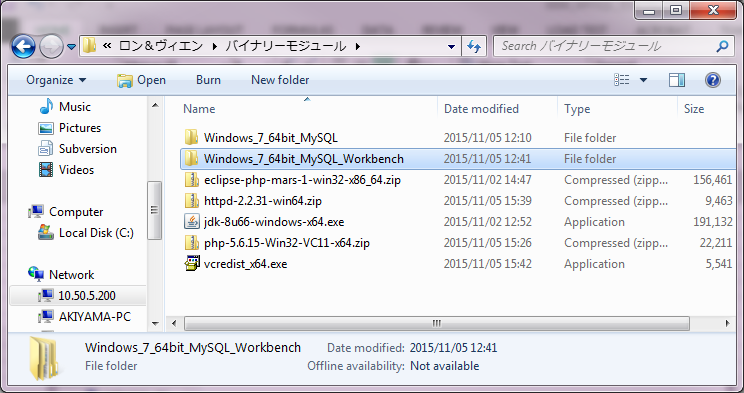 « ロン＆ヴィエン ▸ バイナリーモジュール ▸ Search バイナリーモジュール
Organize ▾ Open Burn New folder
Name Date modified Type Size
Music
Pictures
Subversion
Videos
Computer
Local Disk (C:)
Network
10.50.5.200
AKIYAMA-PC
Windows_7_64bit_MySQL 2015/11/05 12:10 File folder
Windows_7_64bit_MySQL_Workbench 2015/11/05 12:41 File folder
eclipse-php-mars-1-win32-x86_64.zip 2015/11/02 14:47 Compressed (zipp... 156,461
httpd-2.2.31-win64.zip 2015/11/05 15:39 Compressed (zipp... 9,463
jdk-8u66-windows-x64.exe 2015/11/02 12:52 Application 191,132
php-5.6.15-Win32-VC11-x64.zip 2015/11/05 15:26 Compressed (zipp... 22,211
vcredist_x64.exe 2015/11/05 15:42 Application 5,541
Windows_7_64bit_MySQL_Workbench Date modified: 2015/11/05 12:41
File folder Offline availability: Not available